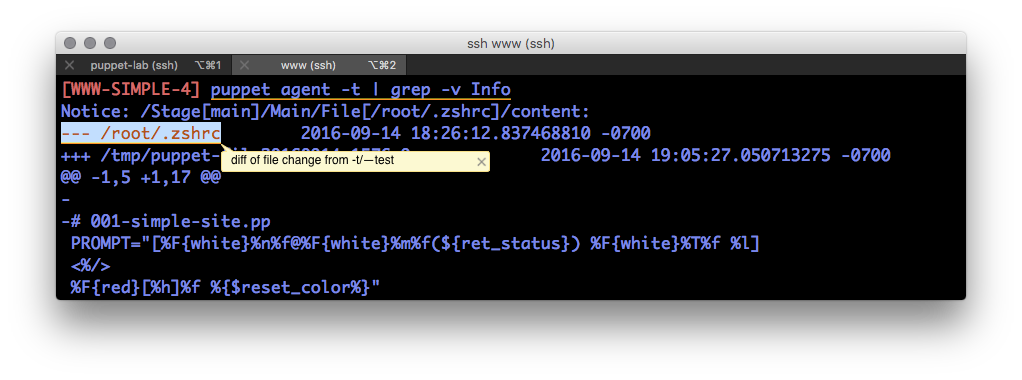 ssh www (ssh)
puppet-lab (ssh) ⌥⌘1 www (ssh) ⌥⌘2
[WWW-SIMPLE-4] puppet agent -t | grep -v Info
Notice: /Stage[main]/Main/File[/root/.zshrc]/content:
--- /root/.zshrc 2016-09-14 18:26:12.837468810 -0700
+++ /tmp/puppet- 2016-09-14 19:05:27.050713275 -0700
diff of file change from -t/—test
@@ -1,5 +1,17 @@
-
-# 001-simple-site.pp
PROMPT="[%F{white}%n%f@%F{white}%m%f(${ret_status}) %F{white}%T%f %l]
<%/>
%F{red}[%h]%f %{$reset_color%}"